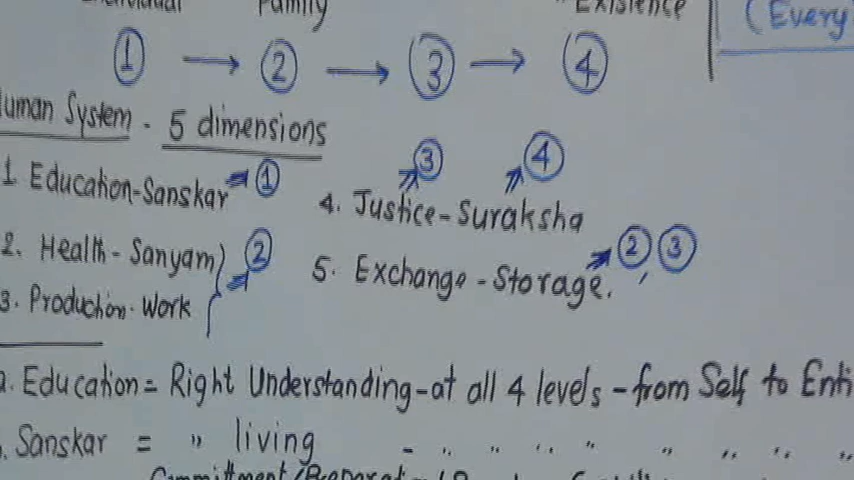 Family Existence (Every
① → ② → ③ → ④
Human System - 5 dimensions
③ ④
1 Education-Sanskar → ①
4. Justice-Suraksha
2. Health-Sanyam ②
② ③
5. Exchange-Storage.
3. Production-Work
a. Education = Right Understanding-at all 4 levels-from Self to Enti
Sanskar = " living - " " " " " " " "